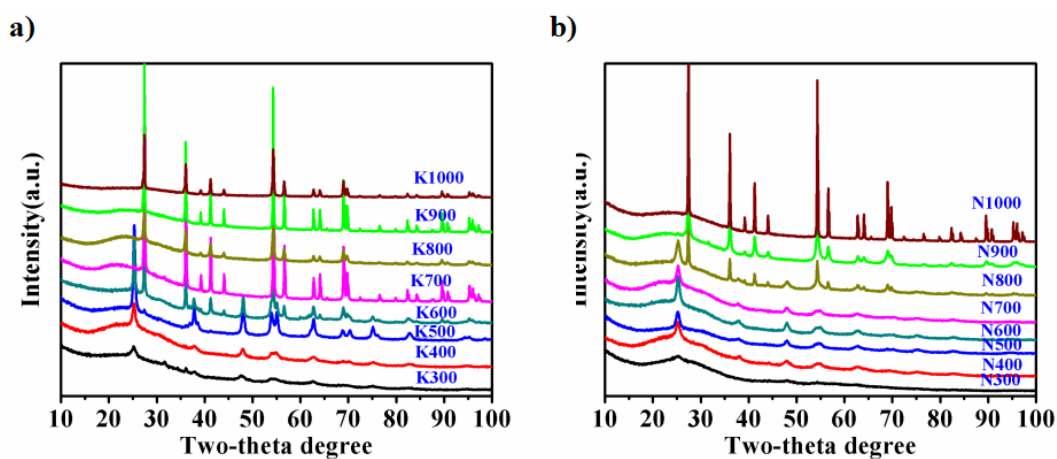 a)
Intensity(a.u.)
K1000
K900
K800
K700
K600
K500
K400
K300
10 20 30 40 50 60 70 80 90 100
Two-theta degree
b)
Intensity(a.u.)
N1000
N900
N800
N700
N600
N500
N400
N300
10 20 30 40 50 60 70 80 90 100
Two-theta degree